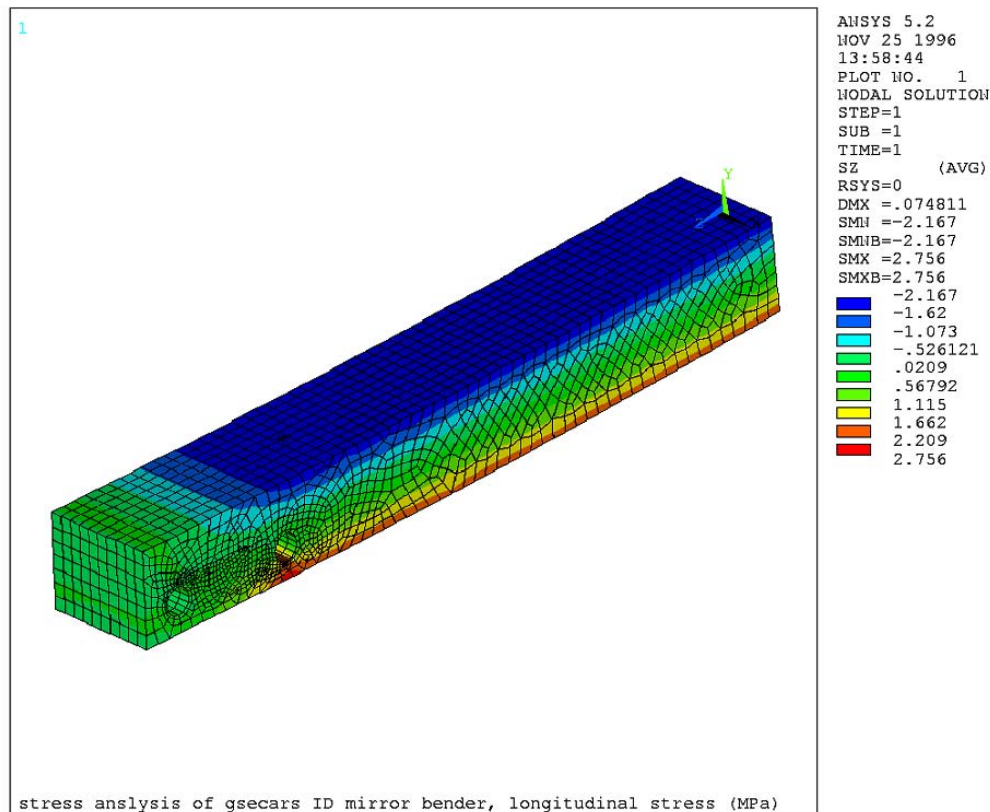 1
ANSYS 5.2
NOV 25 1996
13:58:44
PLOT NO.   1
NODAL SOLUTION
STEP=1
SUB =1
TIME=1
SZ       (AVG)
RSYS=0
DMX =.074811
SMN =-2.167
SMNB=-2.167
SMX =2.756
SMXB=2.756
-2.167
-1.62
-1.073
-.526121
.0209
.56792
1.115
1.662
2.209
2.756
Y
Z
stress anslysis of gsecars ID mirror bender, longitudinal stress (MPa)